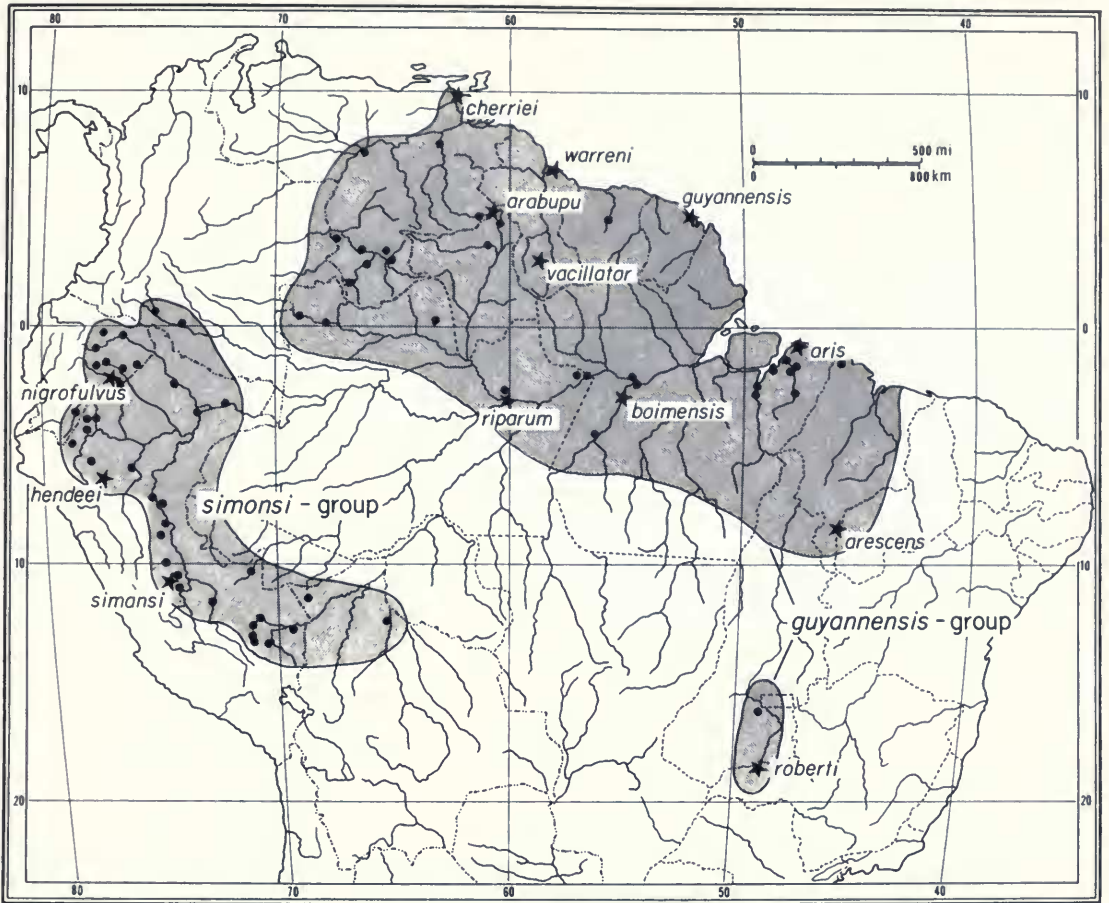 80 70 60 50 40
10 10
cherriei
0 500 mi
800 km
warreni
arabupu
guyannensis
vacillator
0 0
oris
nigrofulvus
riparum
boimensis
hendeei
simonsi - group
arescens
10 10
simansi
guyannensis - group
roberti
20 20
80 70 60 50 40